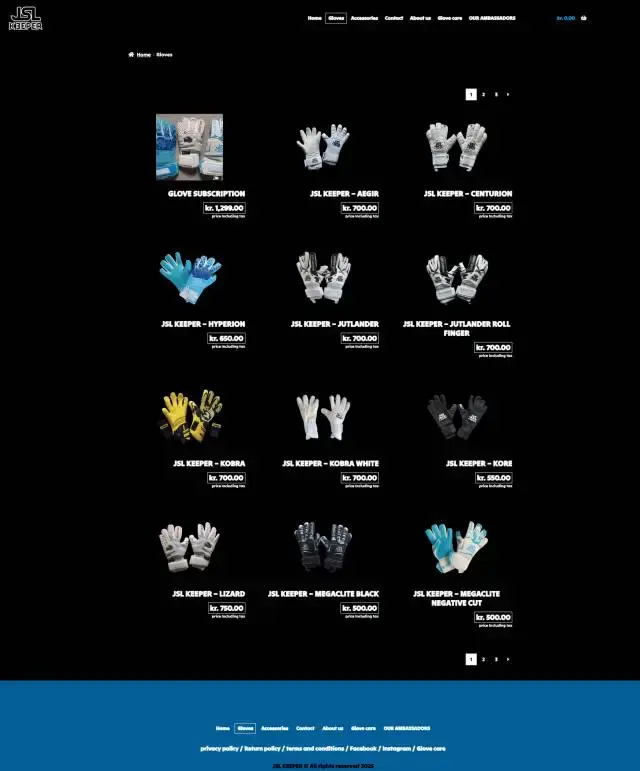 JSL
KEEPER
Home Gloves Accessories Contact About us Glove care OUR AMBASSADORS kr. 0.00
Home Gloves
1 2 3
GLOVE SUBSCRIPTION
kr. 1,299.00
price including tax
JSL KEEPER – AEGIR
kr. 700.00
price including tax
JSL KEEPER – CENTURION
kr. 700.00
price including tax
JSL KEEPER – HYPERION
kr. 650.00
price including tax
JSL KEEPER – JUTLANDER
kr. 700.00
price including tax
JSL KEEPER – JUTLANDER ROLL
FINGER
kr. 700.00
price including tax
JSL KEEPER – KOBRA
kr. 700.00
price including tax
JSL KEEPER – KOBRA WHITE
kr. 700.00
price including tax
JSL KEEPER – KORE
kr. 550.00
price including tax
JSL KEEPER – LIZARD
kr. 750.00
price including tax
JSL KEEPER – MEGACLITE BLACK
kr. 500.00
price including tax
JSL KEEPER – MEGACLITE
NEGATIVE CUT
kr. 500.00
price including tax
1 2 3
Home Gloves Accessories Contact About us Glove care OUR AMBASSADORS
privacy policy / Return policy / terms and conditions / Facebook / Instagram / Glove care
JSL KEEPER © All rights reserved 2025